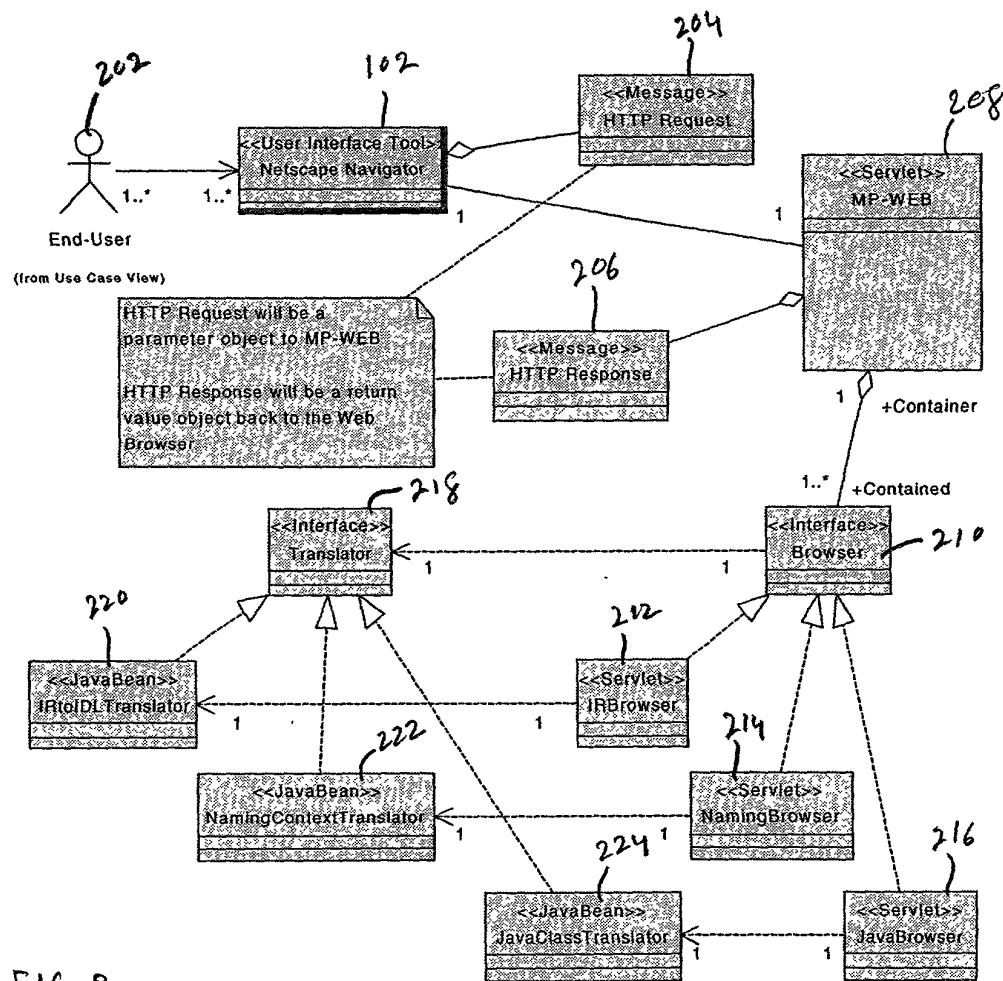 202
102
204
208
<<Message>>
HTTP Request
<<User Interface Tool>
Netscape Navigator
<<Servlet>>
MP-WEB
1..*
1..*
1
1
End-User
(from Use Case View)
206
HTTP Request will be a
parameter object to MP-WEB
HTTP Response will be a return
value object back to the Web
Browser
<<Message>>
HTTP Response
1
+Container
1..*
+Contained
218
<<Interface>>
Translator
<<Interface>>
Browser
210
1
1
220
212
<<JavaBean>>
IRtoIDLTranslator
<<Servlet>>
IRBrowser
1
1
222
214
<<JavaBean>>
NamingContextTranslator
<<Servlet>>
NamingBrowser
1
1
224
216
<<JavaBean>>
JavaClassTranslator
<<Servlet>>
JavaBrowser
1
1